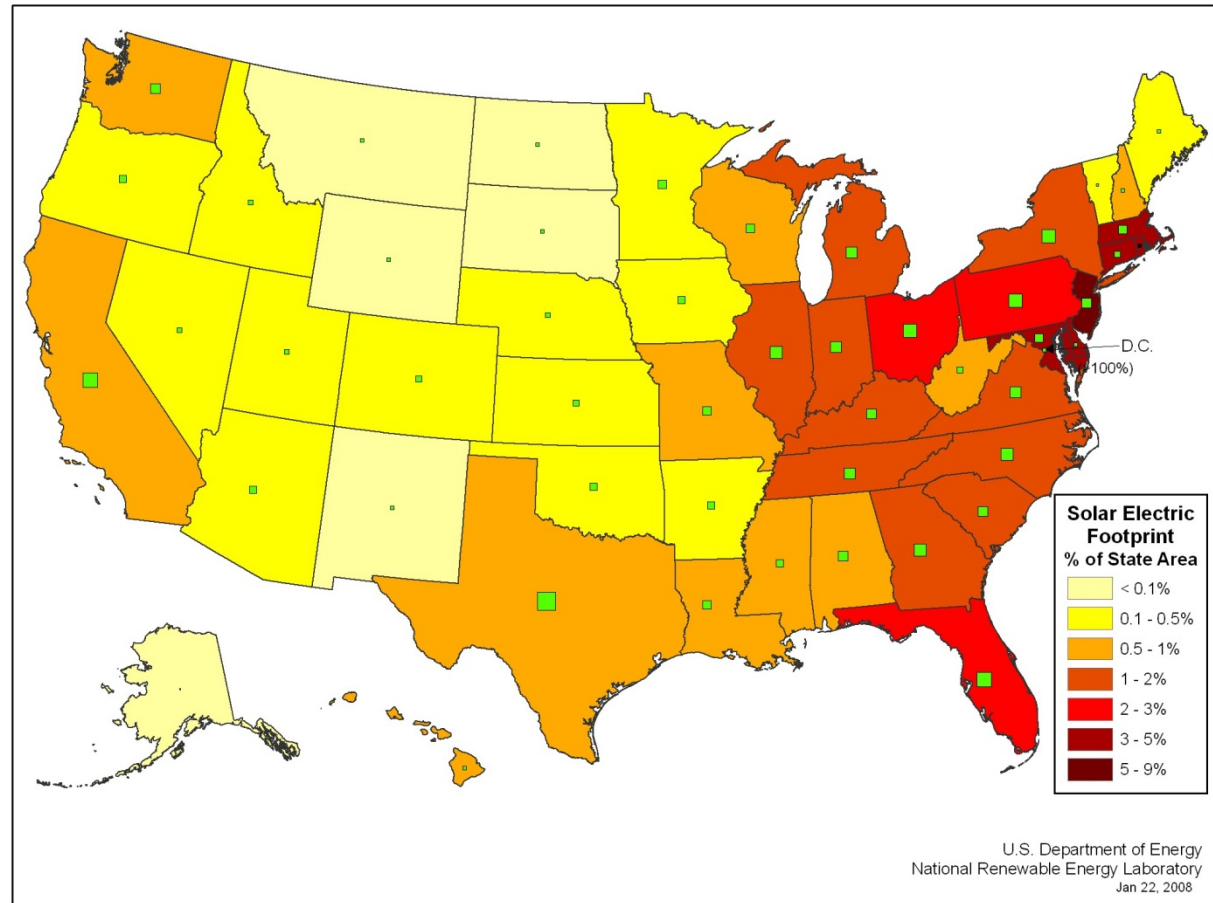 D.C.
(~100%)
Solar Electric
Footprint
% of State Area
< 0.1%
0.1 - 0.5%
0.5 - 1%
1 - 2%
2 - 3%
3 - 5%
5 - 9%
U.S. Department of Energy
National Renewable Energy Laboratory
Jan 22, 2008